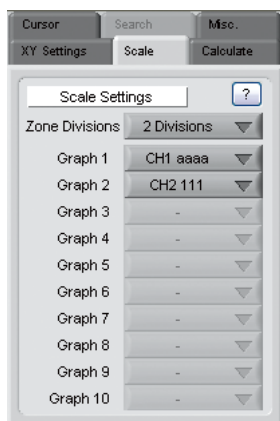 Cursor Search Misc.
XY Settings Scale Calculate
Scale Settings ?
Zone Divisions 2 Divisions
Graph 1 CH1 aaaa
Graph 2 CH2 111
Graph 3 -
Graph 4 -
Graph 5 -
Graph 6 -
Graph 7 -
Graph 8 -
Graph 9 -
Graph 10 -